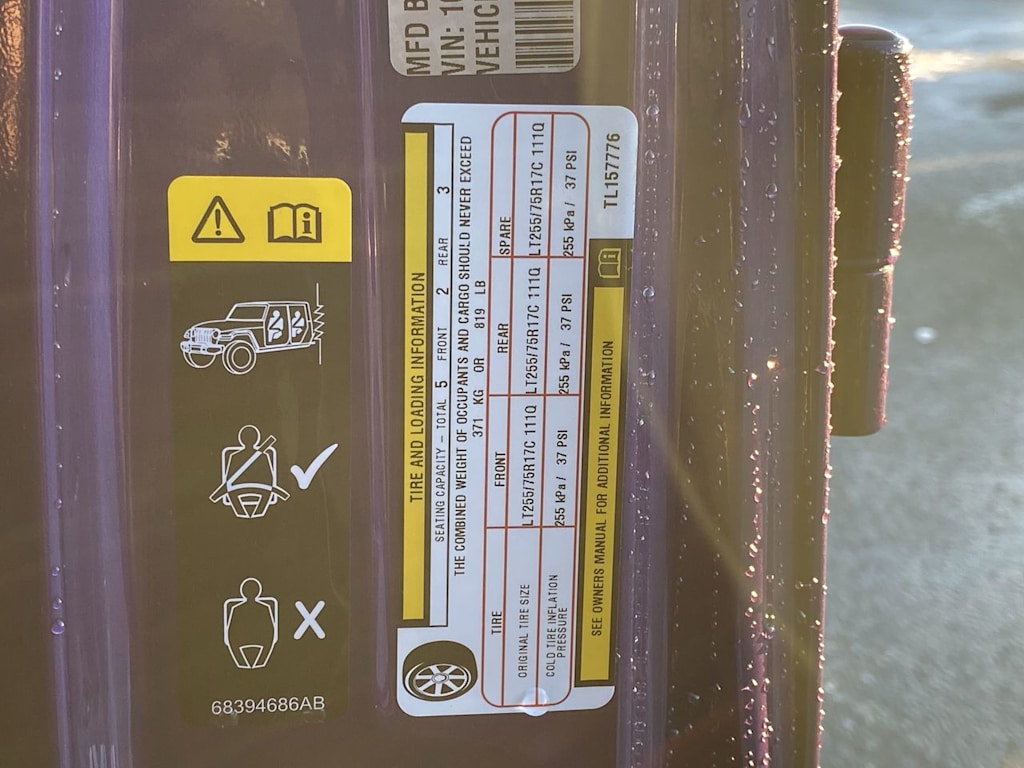 MFD B
VIN: 1
VEHIC
TIRE AND LOADING INFORMATION
SEATING CAPACITY – TOTAL 5 FRONT 2 REAR 3
THE COMBINED WEIGHT OF OCCUPANTS AND CARGO SHOULD NEVER EXCEED
371 KG OR 819 LB
TIRE FRONT REAR SPARE
ORIGINAL TIRE SIZE LT255/75R17C 111Q LT255/75R17C 111Q LT255/75R17C 111Q
COLD TIRE INFLATION
PRESSURE 255 kPa/ 37 PSI 255 kPa/ 37 PSI 255 kPa/ 37 PSI
SEE OWNERS MANUAL FOR ADDITIONAL INFORMATION
TL157776
68394686AB